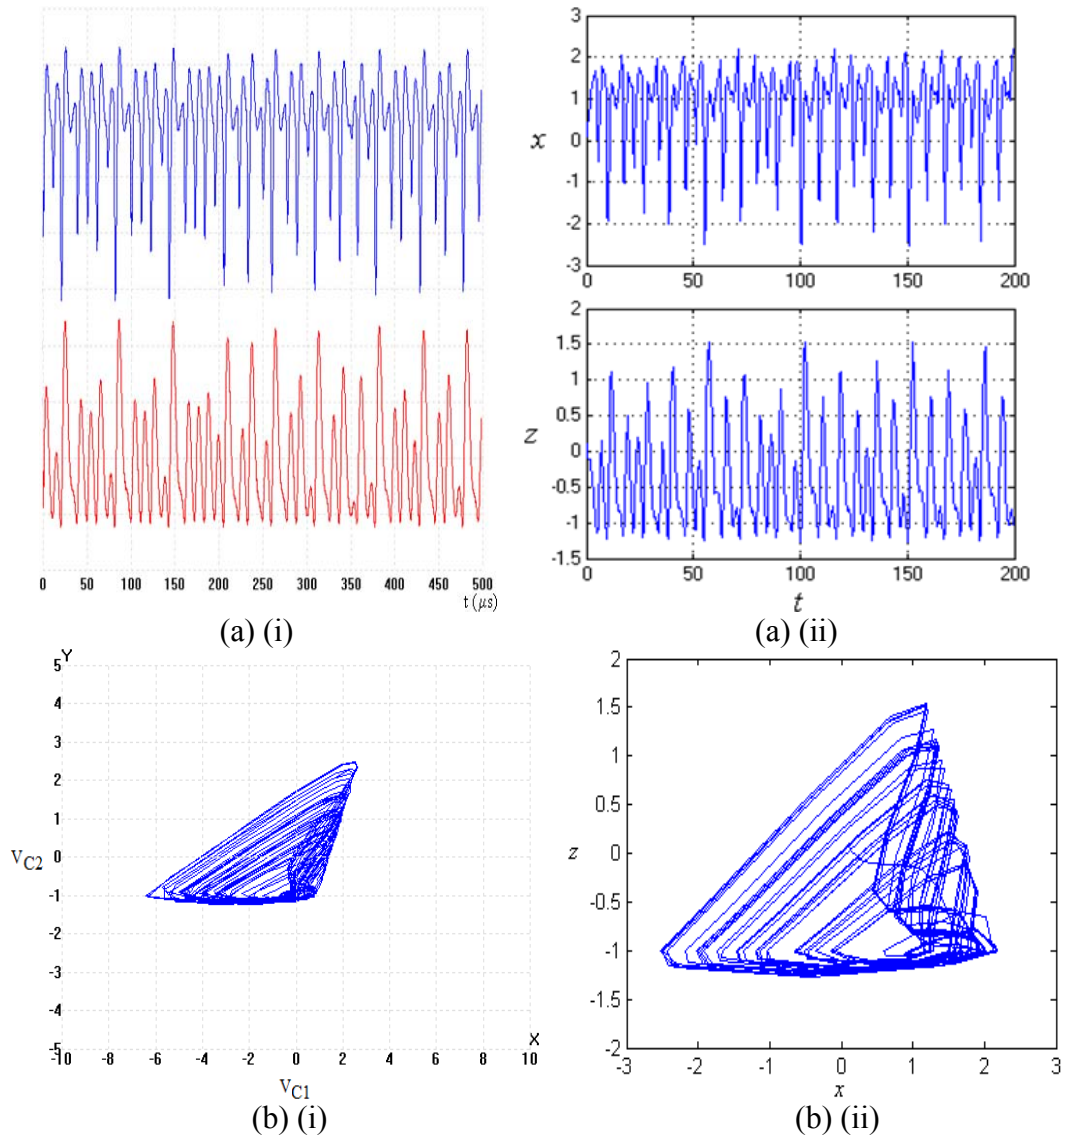 3
2
1
0
-1
-2
-3
x
0 50 100 150 200
2
1.5
1
0.5
0
-0.5
-1
-1.5
z
0 50 100 150 200
t
0 50 100 150 200 250 300 350 400 450 500
t (μs)
(a) (i)
(a) (ii)
Y
5
4
3
2
1
0
-1
-2
-3
-4
-5
V_C2
X
-10 -8 -6 -4 -2 0 2 4 6 8 10
V_C1
(b) (i)
2
1.5
1
0.5
0
-0.5
-1
-1.5
-2
z
-3 -2 -1 0 1 2 3
x
(b) (ii)